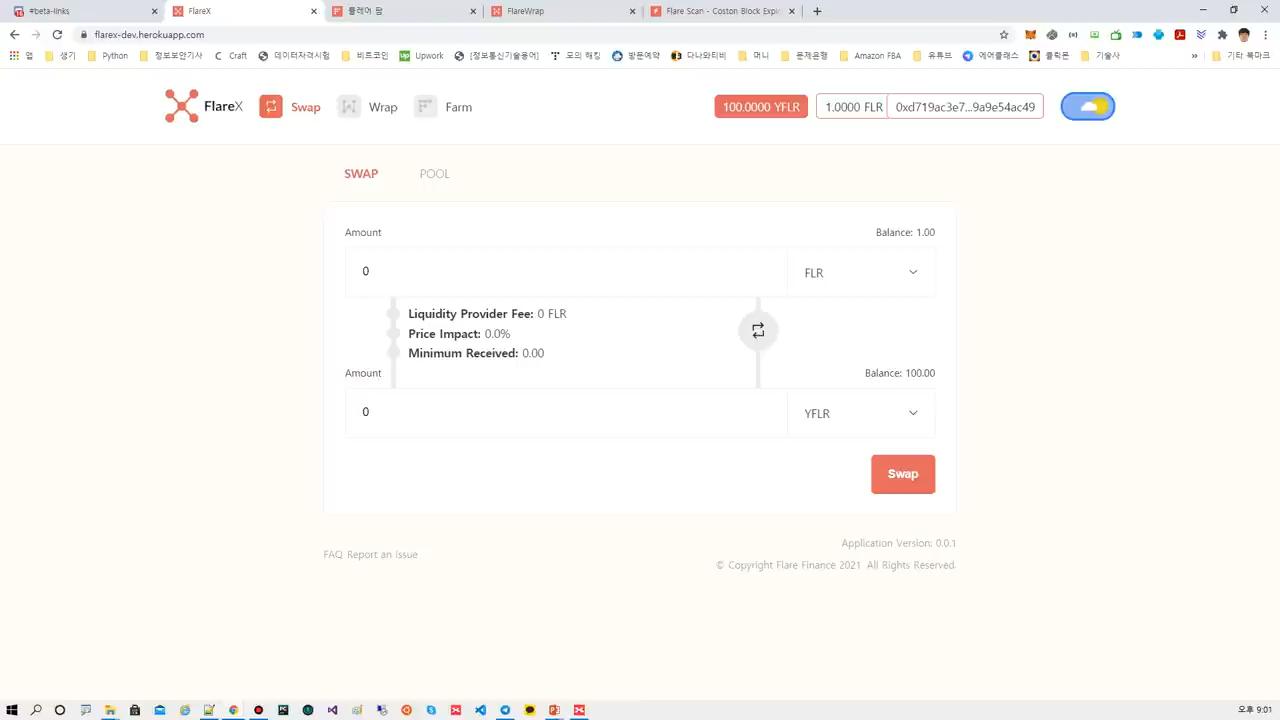 #beta-links
FlareX
플레어 팜
FlareWrap
Flare Scan - Coston Block Explo
flarex-dev.herokuapp.com
앱
생기
Python
정보보안기사
Craft
데이터자격시험
비트코인
Upwork
[정보통신기술용어]
모의 해킹
방문예약
다나와티비
머니
문제은행
Amazon FBA
유튜브
에어클래스
클릭몬
기술사
»
기타 북마크
FlareX
Swap
Wrap
Farm
100.0000 YFLR
1.0000 FLR
0xd719ac3e7...9a9e54ac49
SWAP
POOL
Amount
Balance: 1.00
0
FLR
Liquidity Provider Fee: 0 FLR
Price Impact: 0.0%
Minimum Received: 0.00
Amount
Balance: 100.00
0
YFLR
Swap
FAQ Report an Issue
Application Version: 0.0.1
© Copyright Flare Finance 2021 All Rights Reserved.
오후 9:01